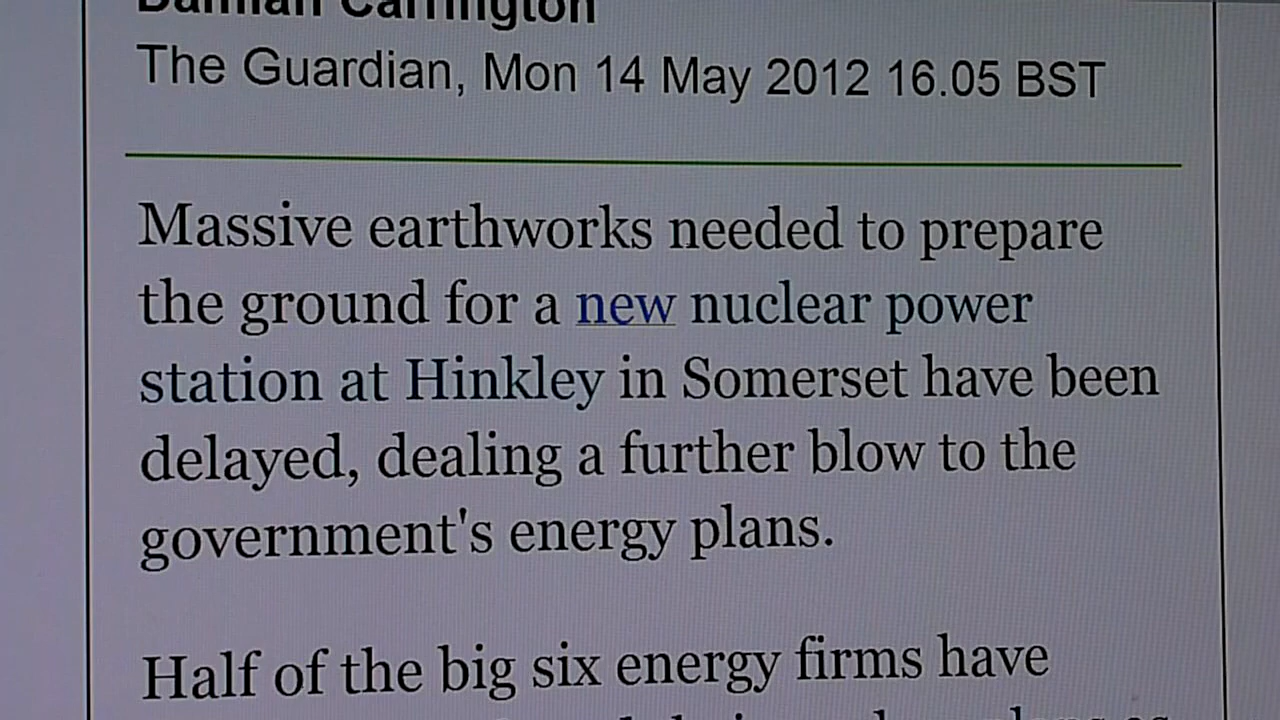 Damian Carrington
The Guardian, Mon 14 May 2012 16.05 BST
Massive earthworks needed to prepare
the ground for a new nuclear power
station at Hinkley in Somerset have been
delayed, dealing a further blow to the
government's energy plans.
Half of the big six energy firms have